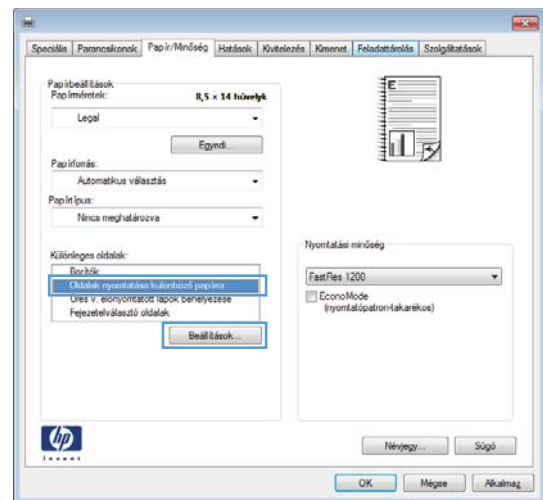 Speciális Parancsikonok Papír/Minőség Hatások Kivitelezés Kimenet Feladattárolás Szolgáltatások
Papírbeállítások
Papírméretek: 8,5 × 14 hüvelyk
Legal
Egyedi...
Papírforrás:
Automatikus választás
Papírtípus:
Nincs meghatározva
Különleges oldalak:
Borítók
Oldalak nyomtatása különböző papírra
Üres v. előnyomtatott lapok behelyezése
Fejezetelválasztó oldalak
Beállítások...
E
Nyomtatási minőség
FastRes 1200
EconoMode
(nyomtatópatron-takarékos)
hp
invent
Névjegy... Súgó
OK Mégse Alkalmaz